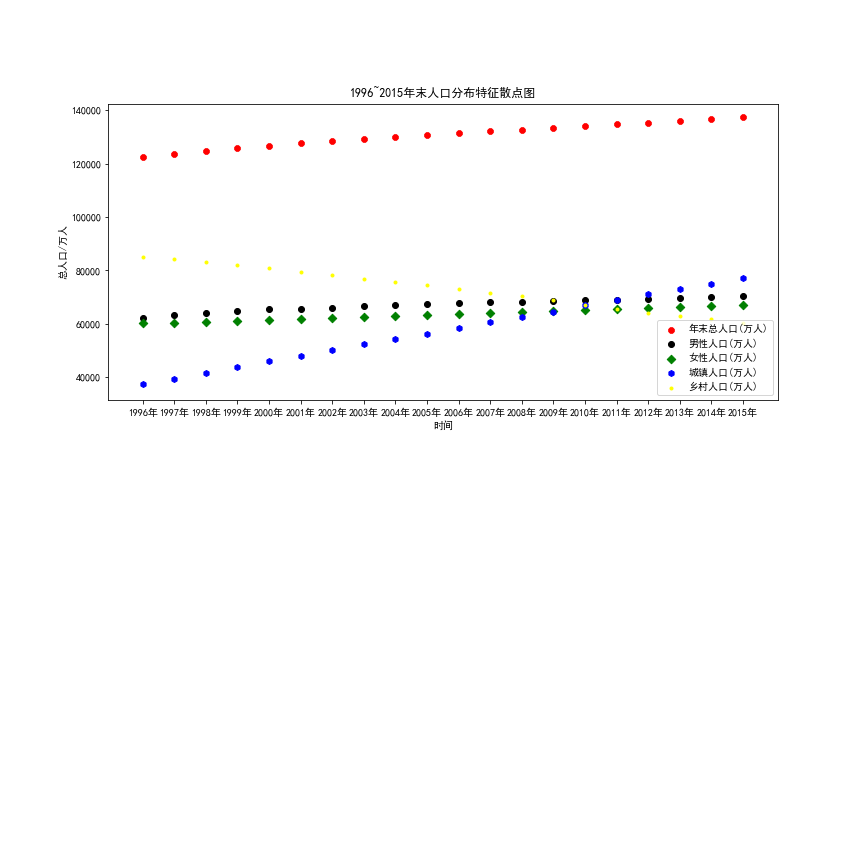 1996~2015年末人口分布特征散点图
总人口/万人
140000
120000
100000
80000
60000
40000
年末总人口(万人)
男性人口(万人)
女性人口(万人)
城镇人口(万人)
乡村人口(万人)
1996年 1997年 1998年 1999年 2000年 2001年 2002年 2003年 2004年 2005年 2006年 2007年 2008年 2009年 2010年 2011年 2012年 2013年 2014年 2015年
时间